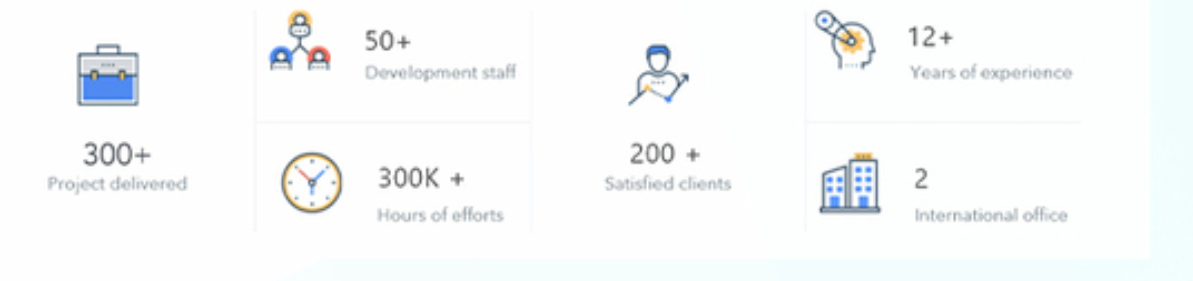 300+
Project delivered
50+
Development staff
300K +
Hours of efforts
200 +
Satisfied clients
12+
Years of experience
2
International office